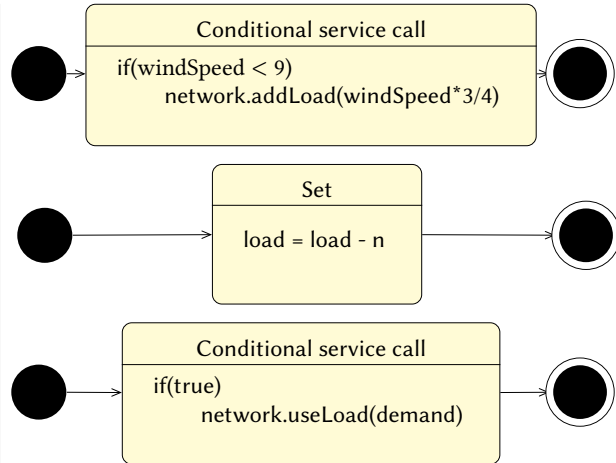 Conditional service call
if(windSpeed < 9)
network.addLoad(windSpeed*3/4)
Set
load = load - n
Conditional service call
if(true)
network.useLoad(demand)